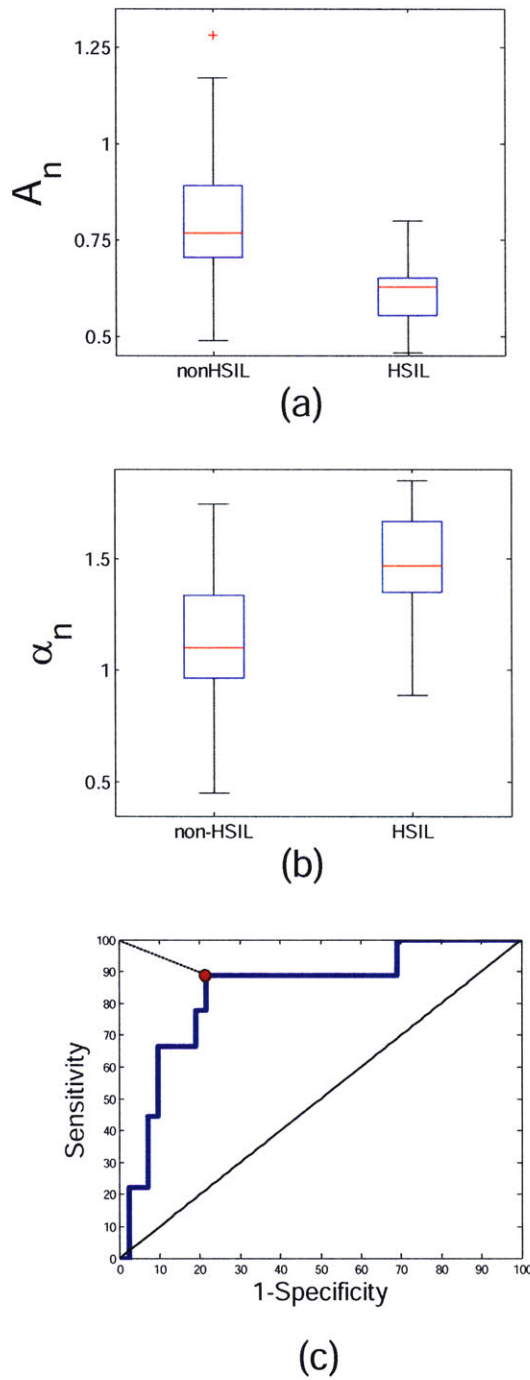 1.25
1
0.75
0.5
A_n
nonHSIL HSIL
(a)
1.5
1
0.5
α_n
non-HSIL HSIL
(b)
100
90
80
70
60
50
40
30
20
10
0
Sensitivity
0 10 20 30 40 50 60 70 80 90 100
1-Specificity
(c)